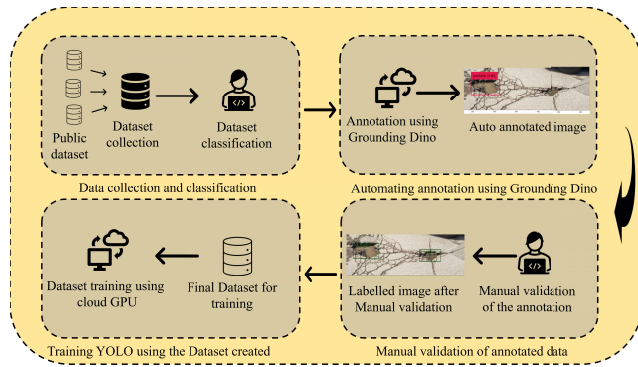 Public
dataset
Dataset
collection
Dataset
classification
Data collection and classification
Annotation using
Grounding Dino
Auto annotated image
Automating annotation using Grounding Dino
Dataset training using
cloud GPU
Final Dataset for
training
Training YOLO using the Dataset created
Labelled image after
Manual validation
Manual validation
of the annotation
Manual validation of annotated data